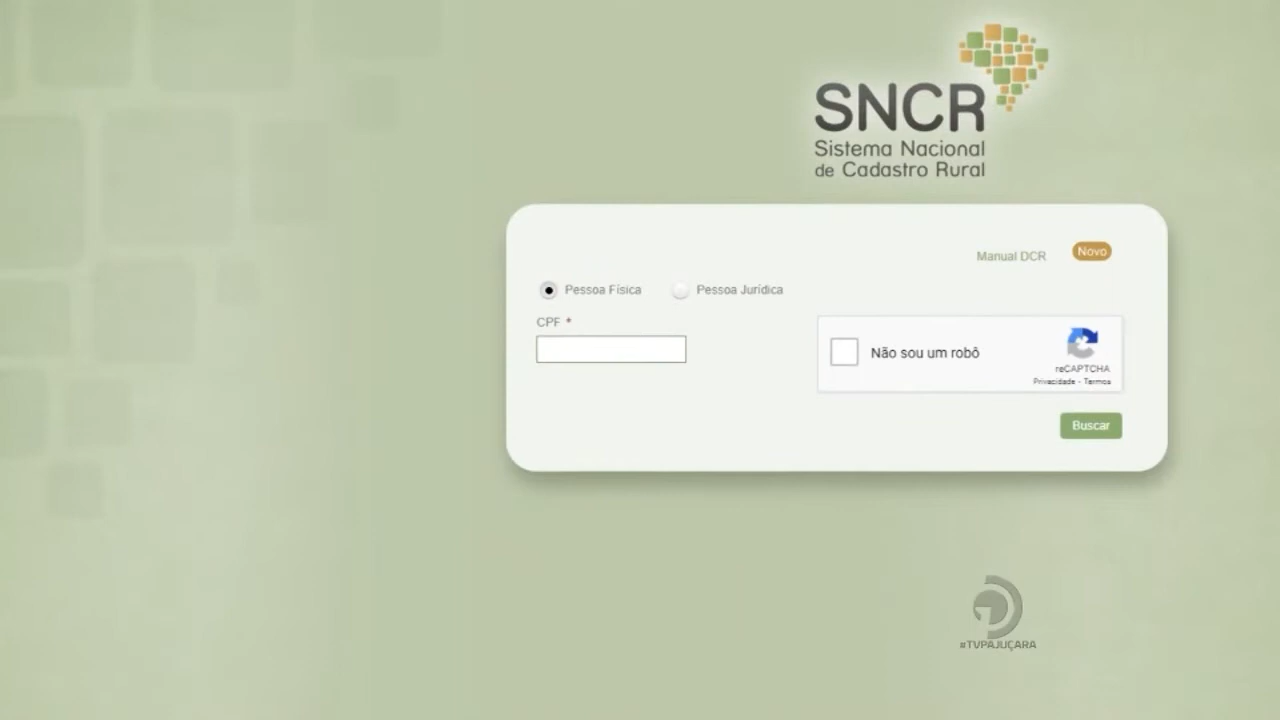 SNCR
Sistema Nacional
de Cadastro Rural
Manual DCR
Novo
Pessoa Física
Pessoa Jurídica
CPF *
Não sou um robô
reCAPTCHA
Privacidade - Termos
Buscar
#TVPAJUÇARA